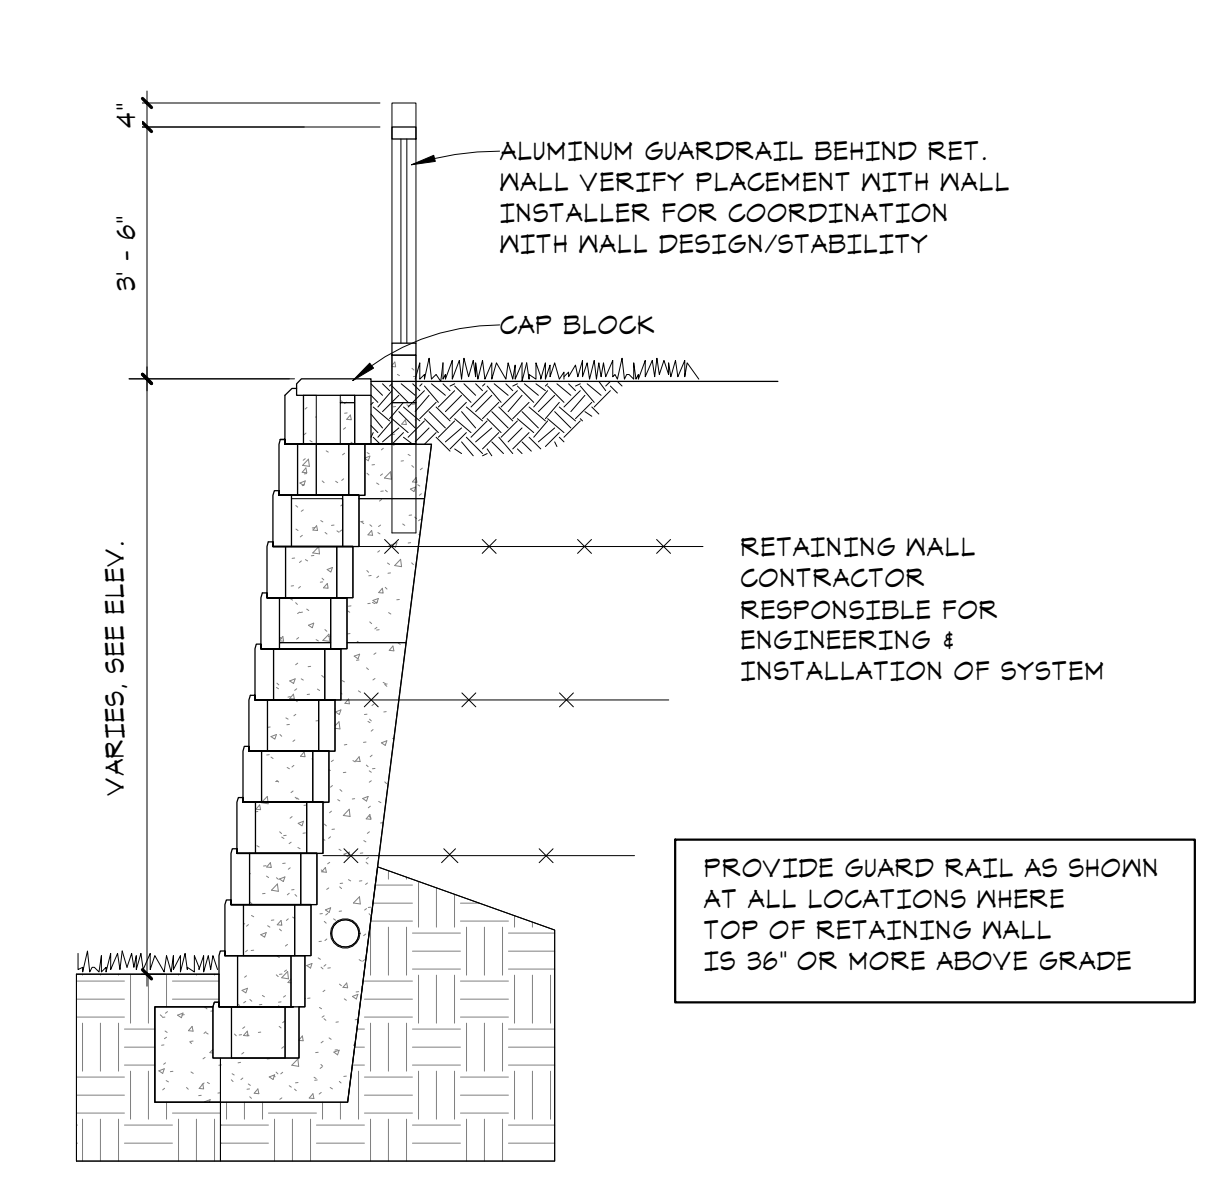 4"
3' - 6"
ALUMINUM GUARDRAIL BEHIND RET.
WALL VERIFY PLACEMENT WITH WALL
INSTALLER FOR COORDINATION
WITH WALL DESIGN/STABILITY
CAP BLOCK
VARIES, SEE ELEV.
RETAINING WALL
CONTRACTOR
RESPONSIBLE FOR
ENGINEERING &
INSTALLATION OF SYSTEM
PROVIDE GUARD RAIL AS SHOWN
AT ALL LOCATIONS WHERE
TOP OF RETAINING WALL
IS 36" OR MORE ABOVE GRADE